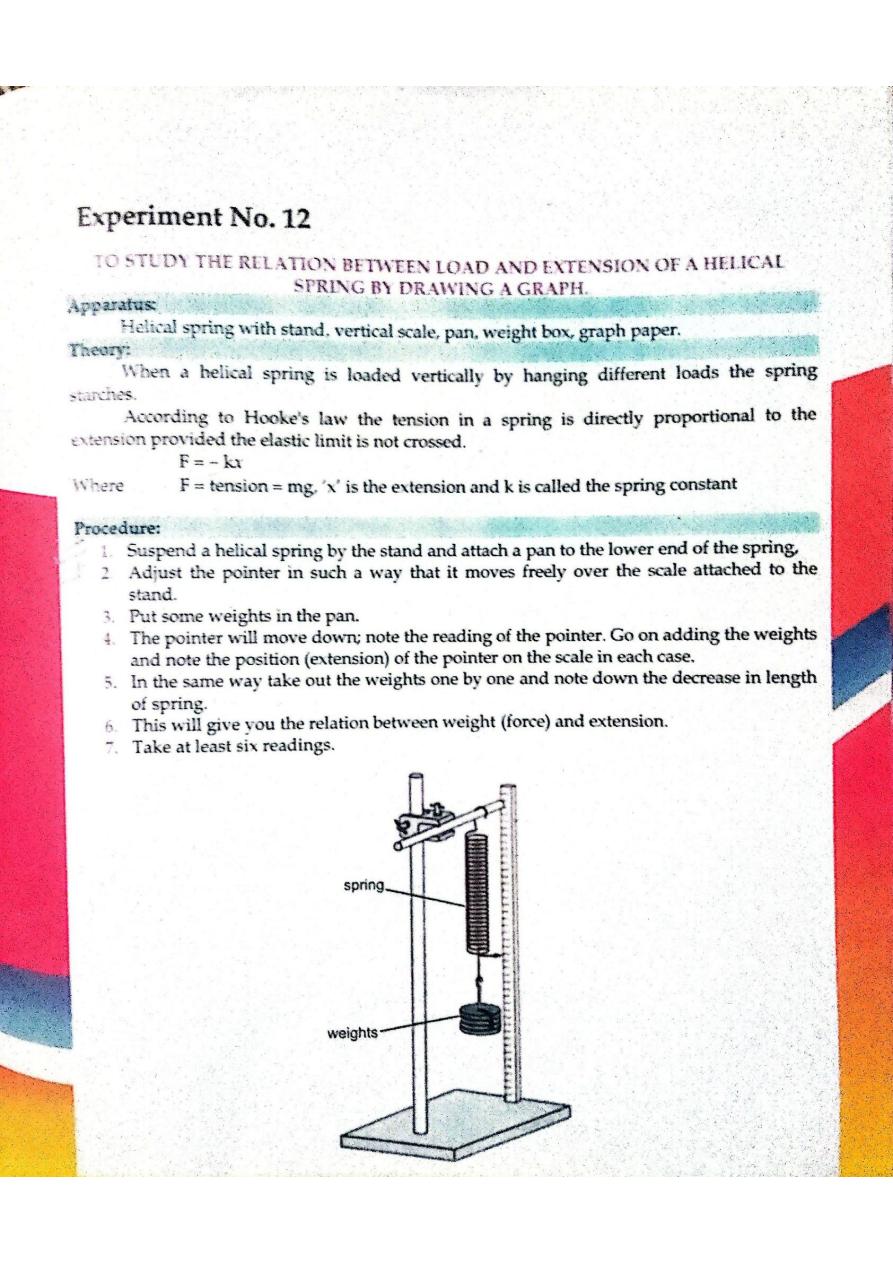 Experiment No. 12
TO STUDY THE RELATION BETWEEN LOAD AND EXTENSION OF A HELICAL
SPRING BY DRAWING A GRAPH.
Apparatus:
Helical spring with stand, vertical scale, pan, weight box, graph paper.
Theory:
When a helical spring is loaded vertically by hanging different loads the spring
starches.
According to Hooke's law the tension in a spring is directly proportional to the
extension provided the elastic limit is not crossed.
F = – kx
Where F = tension = mg, 'x' is the extension and k is called the spring constant
Procedure:
1. Suspend a helical spring by the stand and attach a pan to the lower end of the spring,
2. Adjust the pointer in such a way that it moves freely over the scale attached to the
stand.
3. Put some weights in the pan.
4. The pointer will move down; note the reading of the pointer. Go on adding the weights
and note the position (extension) of the pointer on the scale in each case.
5. In the same way take out the weights one by one and note down the decrease in length
of spring.
6. This will give you the relation between weight (force) and extension.
7. Take at least six readings.
spring
weights